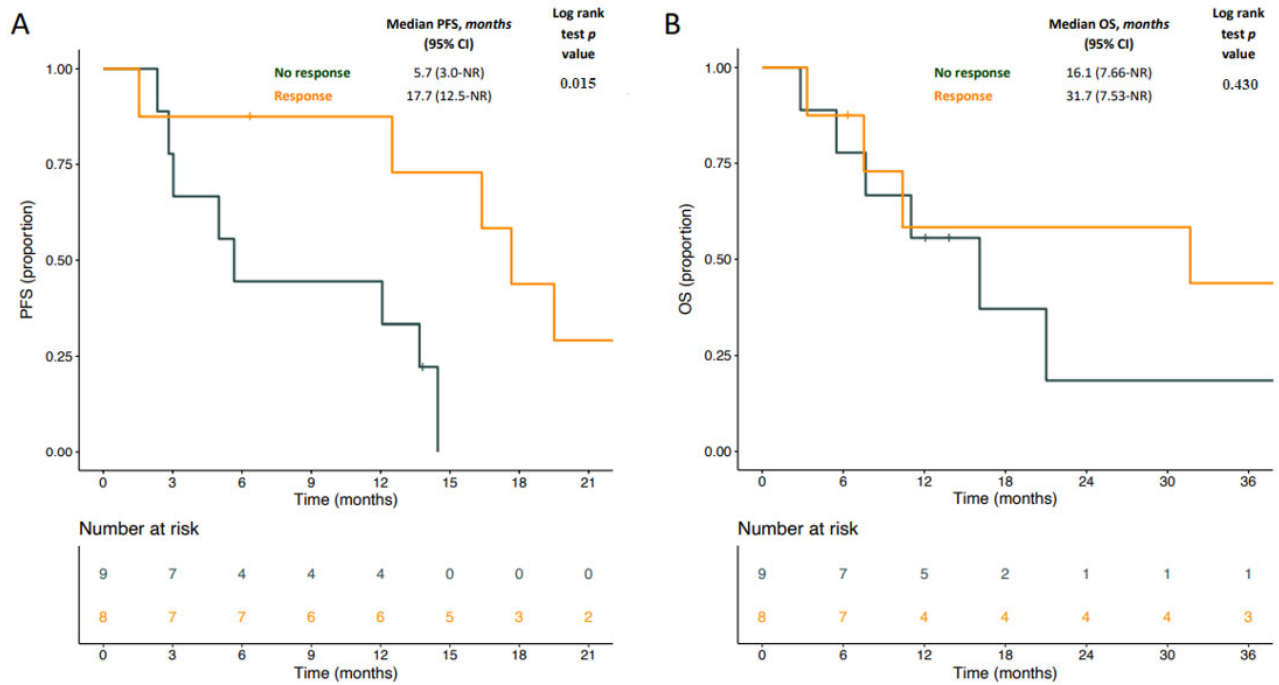 A
Median PFS, months
(95% CI)
Log rank
test p
value
No response 5.7 (3.0-NR)
Response 17.7 (12.5-NR)
0.015
1.00
0.75
0.50
0.25
0.00
PFS (proportion)
0 3 6 9 12 15 18 21
Time (months)
Number at risk
9 7 4 4 4 0 0 0
8 7 7 6 6 5 3 2
0 3 6 9 12 15 18 21
Time (months)
B
Median OS, months
(95% CI)
Log rank
test p
value
No response 16.1 (7.66-NR)
Response 31.7 (7.53-NR)
0.430
1.00
0.75
0.50
0.25
0.00
OS (proportion)
0 6 12 18 24 30 36
Time (months)
Number at risk
9 7 5 2 1 1 1
8 7 4 4 4 4 3
0 6 12 18 24 30 36
Time (months)